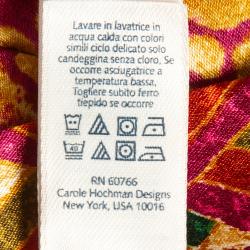 Lavare in lavatrice in
acqua calda con colori
simili ciclo delicato solo
candeggina senza cloro. Se
occorre asciugatrice a
temperatura bassa,
Togfiere subito ferro
tiepido se occorre
40
RN 60766
Carole Hochman Designs
New York, USA 10016